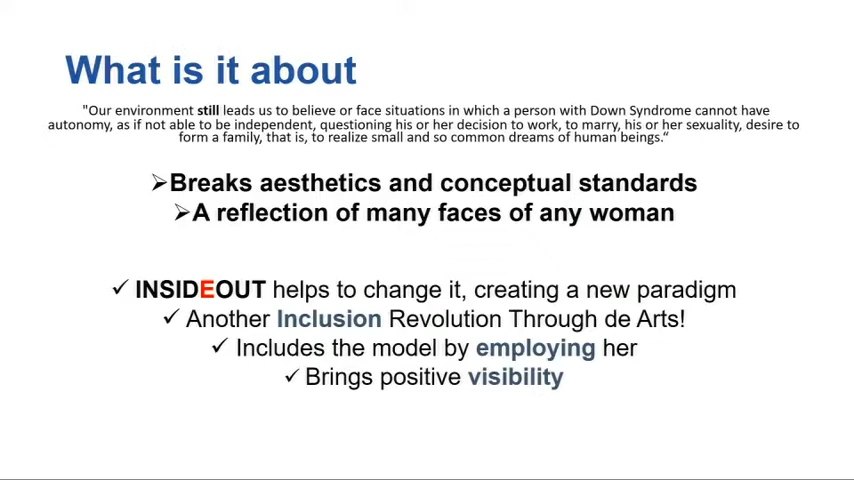 What is it about
"Our environment still leads us to believe or face situations in which a person with Down Syndrome cannot have
autonomy, as if not able to be independent, questioning his or her decision to work, to marry, his or her sexuality, desire to
form a family, that is, to realize small and so common dreams of human beings.“
➢Breaks aesthetics and conceptual standards
➢A reflection of many faces of any woman
✓ INSIDEOUT helps to change it, creating a new paradigm
✓ Another Inclusion Revolution Through de Arts!
✓ Includes the model by employing her
✓ Brings positive visibility